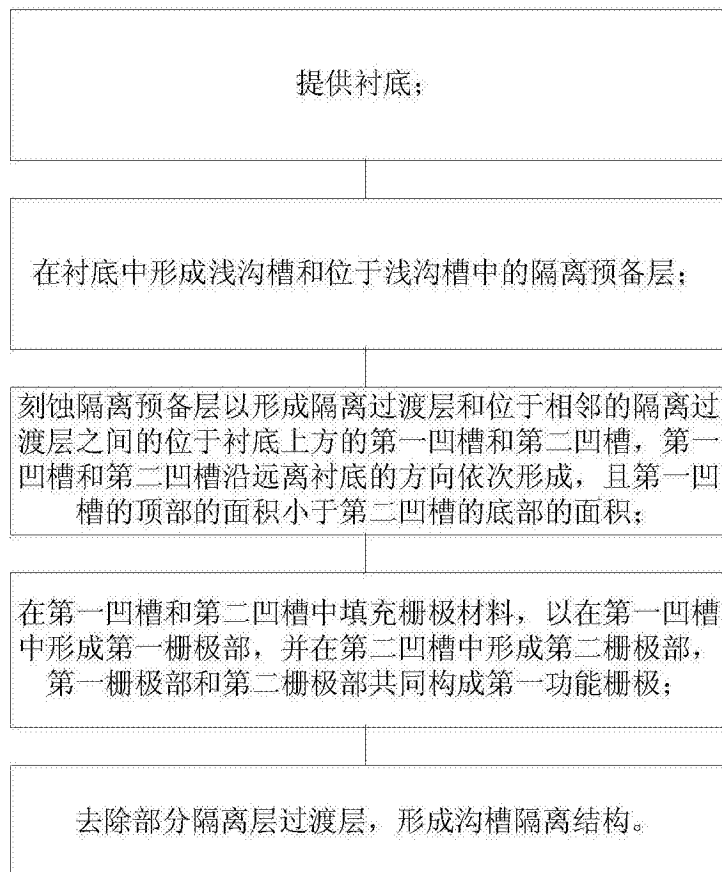 提供衬底；
在衬底中形成浅沟槽和位于浅沟槽中的隔离预备层；
刻蚀隔离预备层以形成隔离过渡层和位于相邻的隔离过
渡层之间的位于衬底上方的第一凹槽和第二凹槽，第一
凹槽和第二凹槽沿远离衬底的方向依次形成，且第一凹
槽的顶部的面积小于第二凹槽的底部的面积；
在第一凹槽和第二凹槽中填充栅极材料，以在第一凹槽
中形成第一栅极部，并在第二凹槽中形成第二栅极部，
第一栅极部和第二栅极部共同构成第一功能栅极；
去除部分隔离层过渡层，形成沟槽隔离结构。